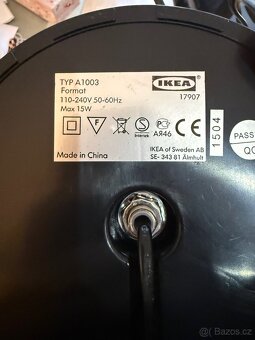 TYP A1003
Format
110-240V 50-60Hz
Max 15W
IKEA
17907
F
AR46
CE
Made in China
IKEA of Sweden AB
SE- 343 81 Älmhult
1504
PASS
QC
bazos.cz